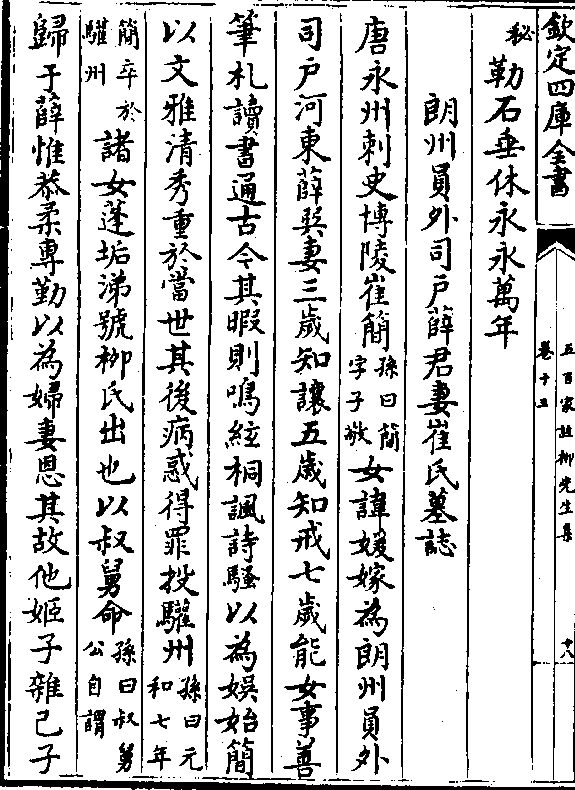 欽定四庫全書
五百家註柳先生集
卷十五
十八
秘
勒石垂休永永萬年
朗州員外司戶薛君妻崔氏墓誌
唐永州刺史博陵崔簡孫曰簡字子敬女諱媛嫁為朗州員外
司戶河東薛巽妻三歲知讓五歲知戒七歲能女事善
筆札讀書通古今其暇則鳴絃桐諷詩騷以為娛始簡
以文雅清秀重於當世其後病惑得罪投驩州孫曰元和七年
簡卒於驩州諸女蓬垢涕號栁氏出也以叔舅命孫曰叔舅公自謂
歸于薛惟恭柔專勤以為婦妻恩其故他姬子雜己子